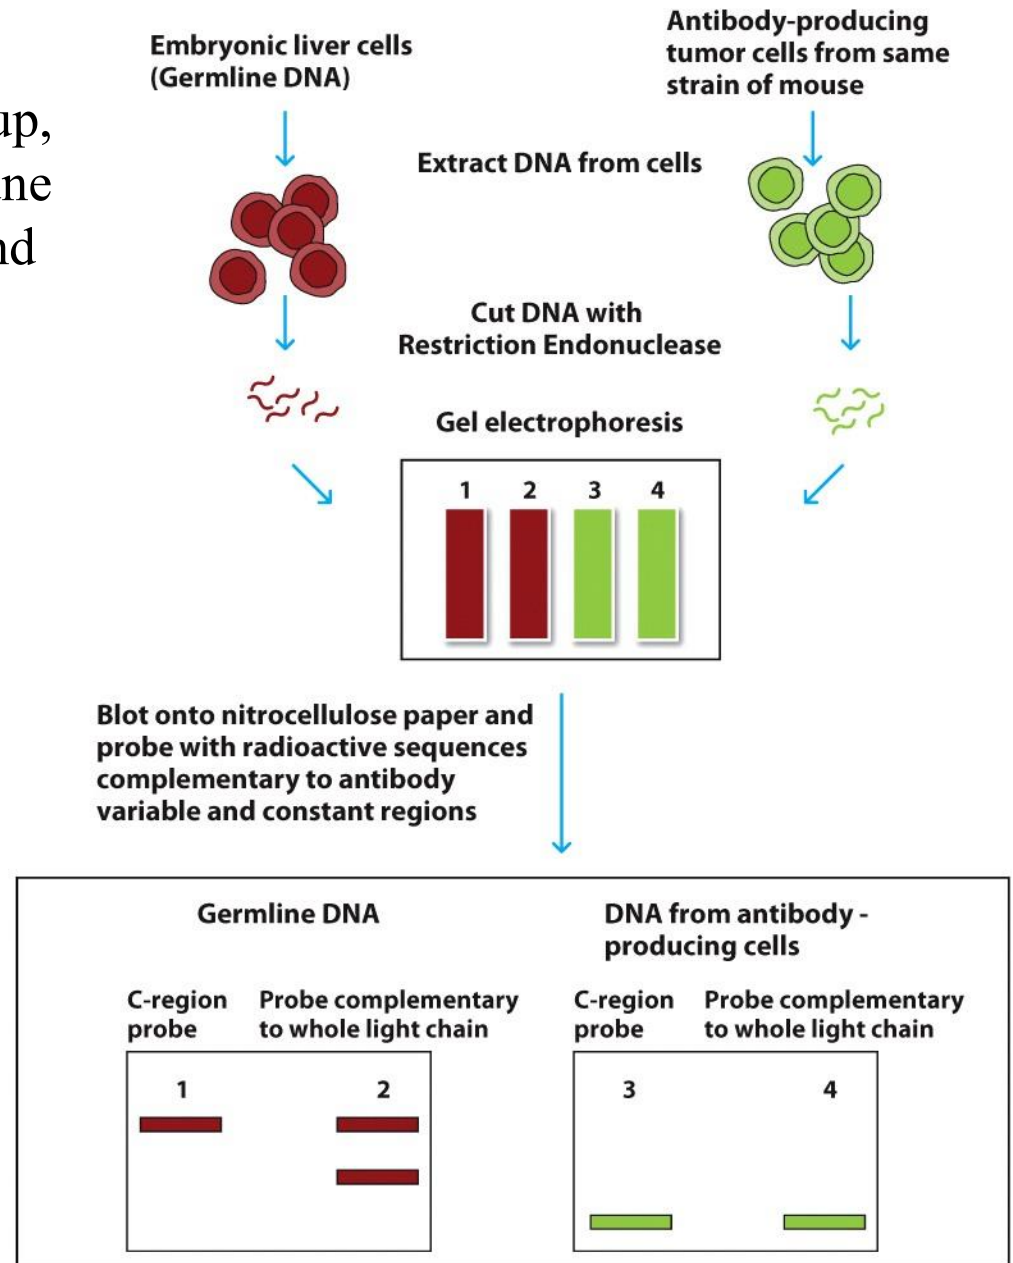 Embryonic liver cells
(Germline DNA)
Antibody-producing
tumor cells from same
strain of mouse
Extract DNA from cells
Cut DNA with
Restriction Endonuclease
Gel electrophoresis
1 2 3 4
Blot onto nitrocellulose paper and
probe with radioactive sequences
complementary to antibody
variable and constant regions
Germline DNA
DNA from antibody -
producing cells
C-region
probe
Probe complementary
to whole light chain
C-region
probe
Probe complementary
to whole light chain
1 2
3 4